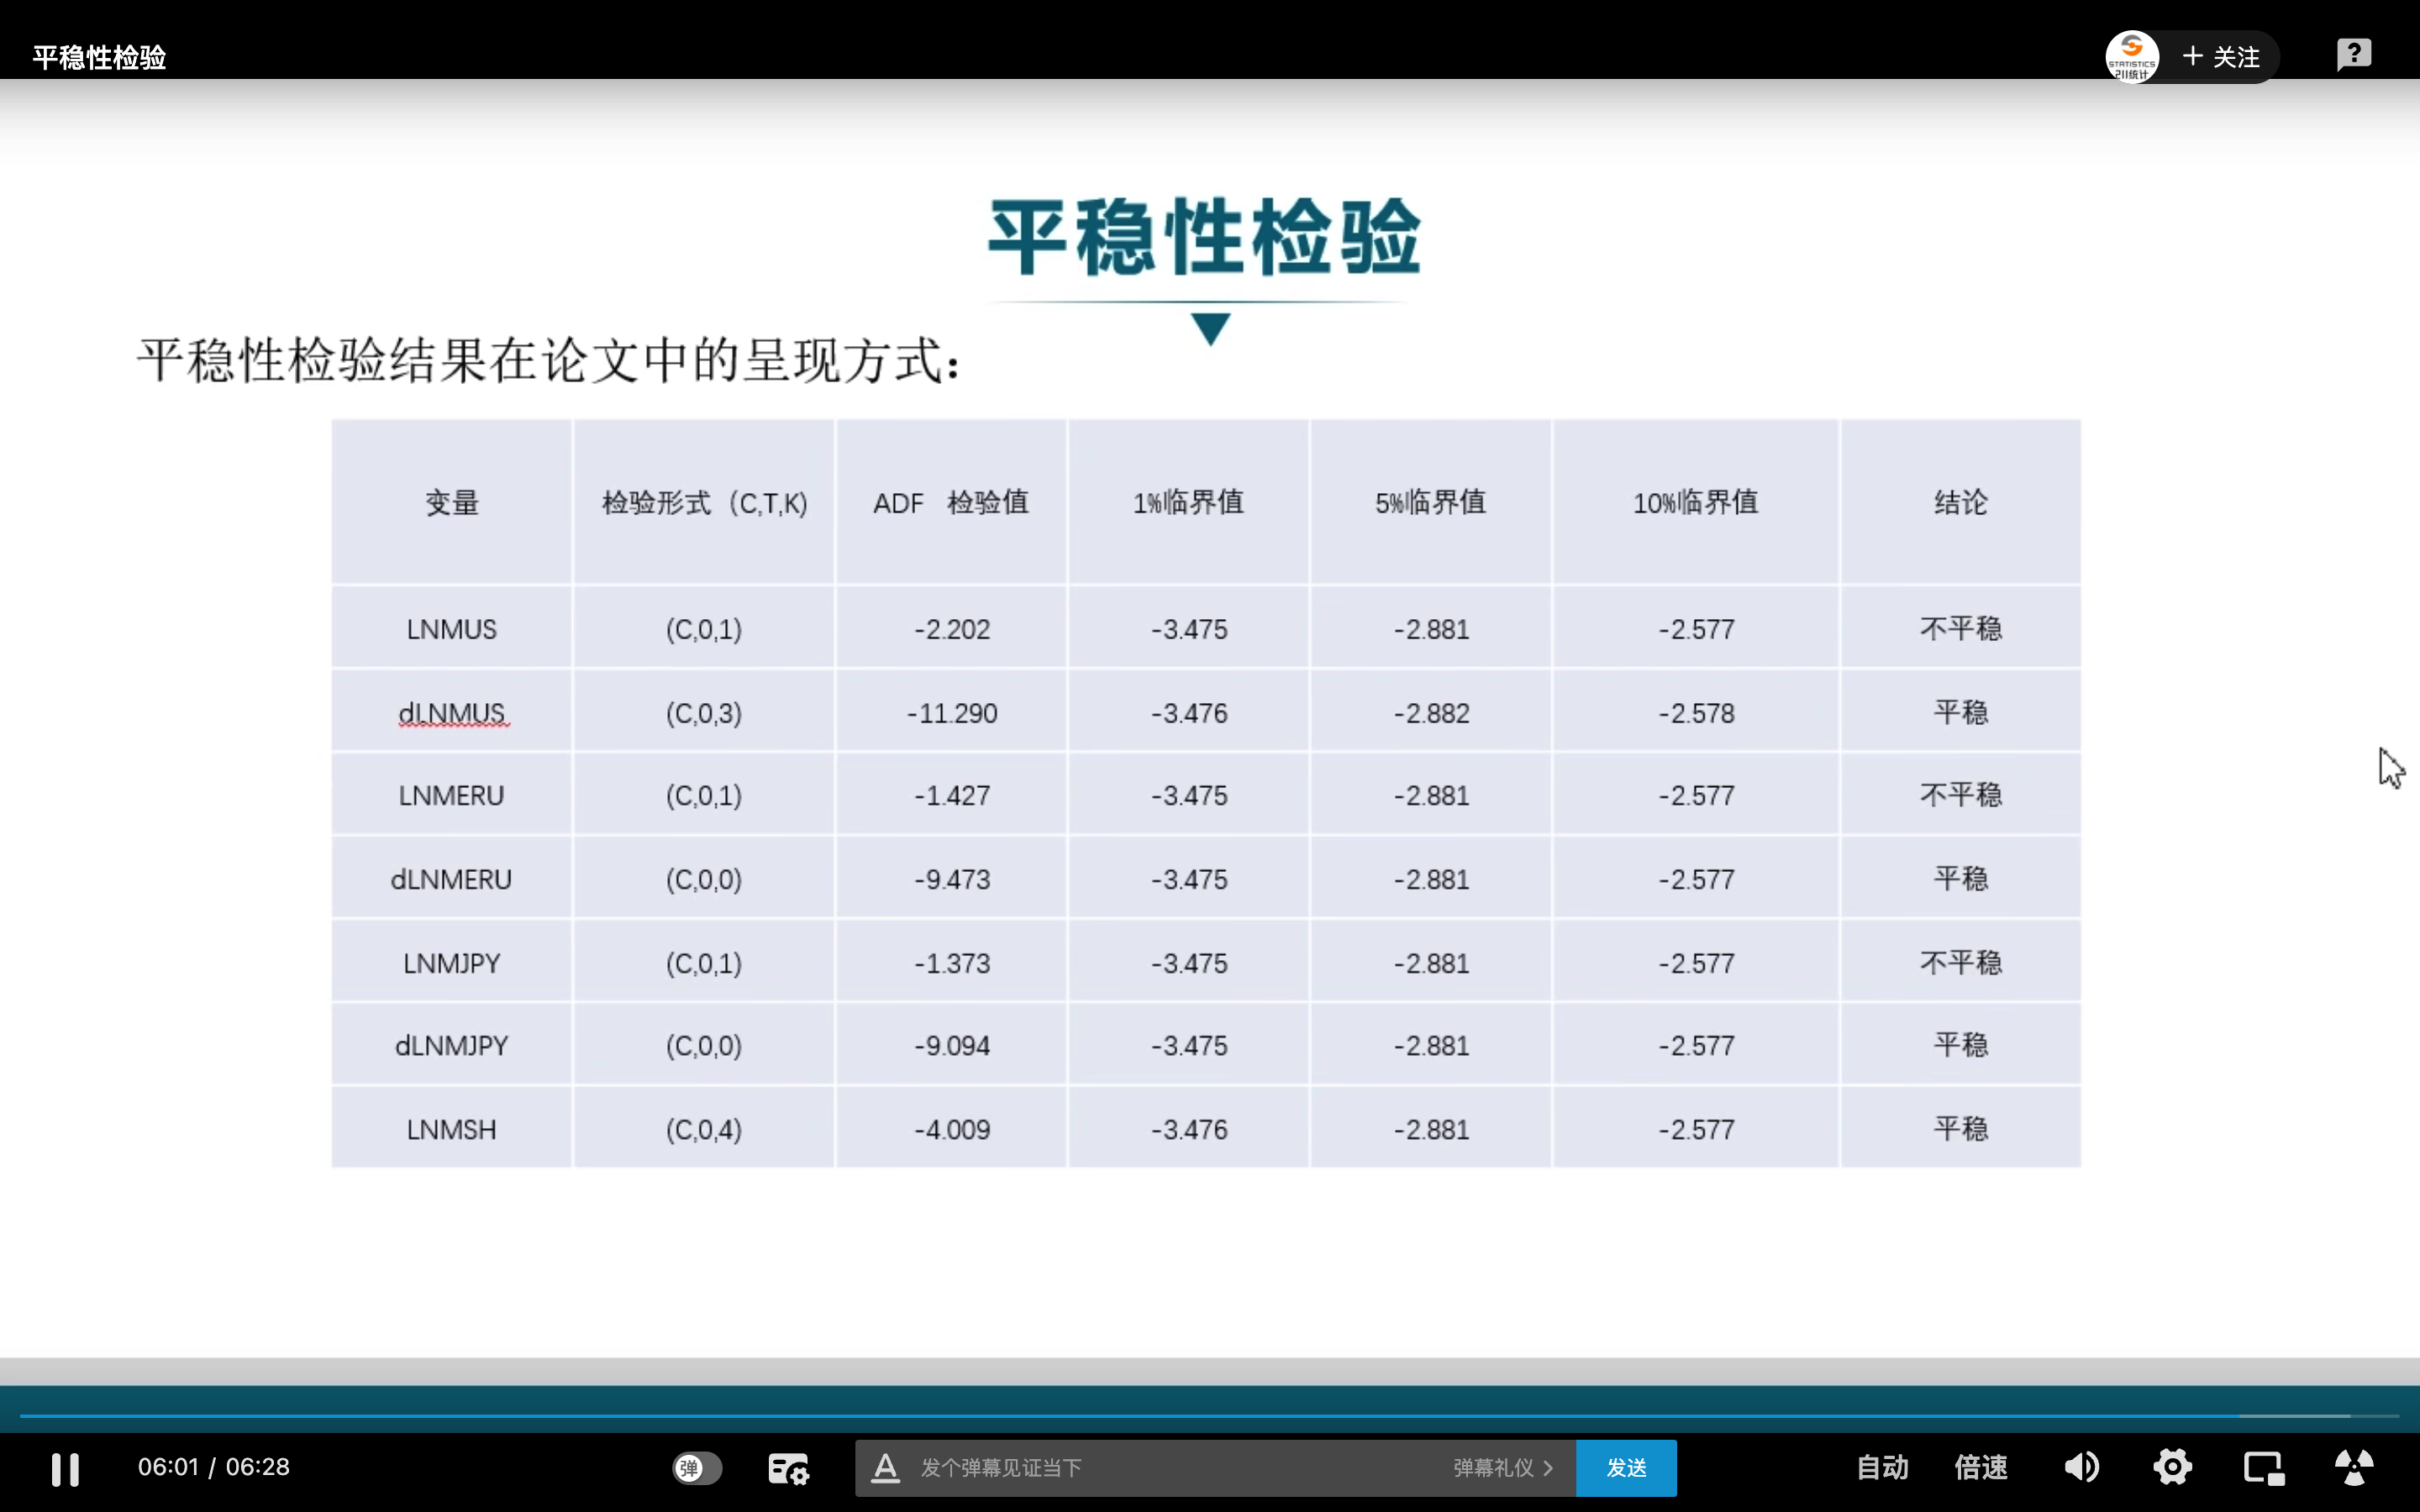 平稳性检验
STATISTICS
211统计
+ 关注
?
平稳性检验
平稳性检验结果在论文中的呈现方式：
变量 检验形式（C,T,K) ADF 检验值 1%临界值 5%临界值 10%临界值 结论
LNMUS (C,0,1) -2.202 -3.475 -2.881 -2.577 不平稳
dLNMUS (C,0,3) -11.290 -3.476 -2.882 -2.578 平稳
LNMERU (C,0,1) -1.427 -3.475 -2.881 -2.577 不平稳
dLNMERU (C,0,0) -9.473 -3.475 -2.881 -2.577 平稳
LNMJPY (C,0,1) -1.373 -3.475 -2.881 -2.577 不平稳
dLNMJPY (C,0,0) -9.094 -3.475 -2.881 -2.577 平稳
LNMSH (C,0,4) -4.009 -3.476 -2.881 -2.577 平稳
06:01 / 06:28 弹 A 发个弹幕见证当下 弹幕礼仪 > 发送 自动 倍速